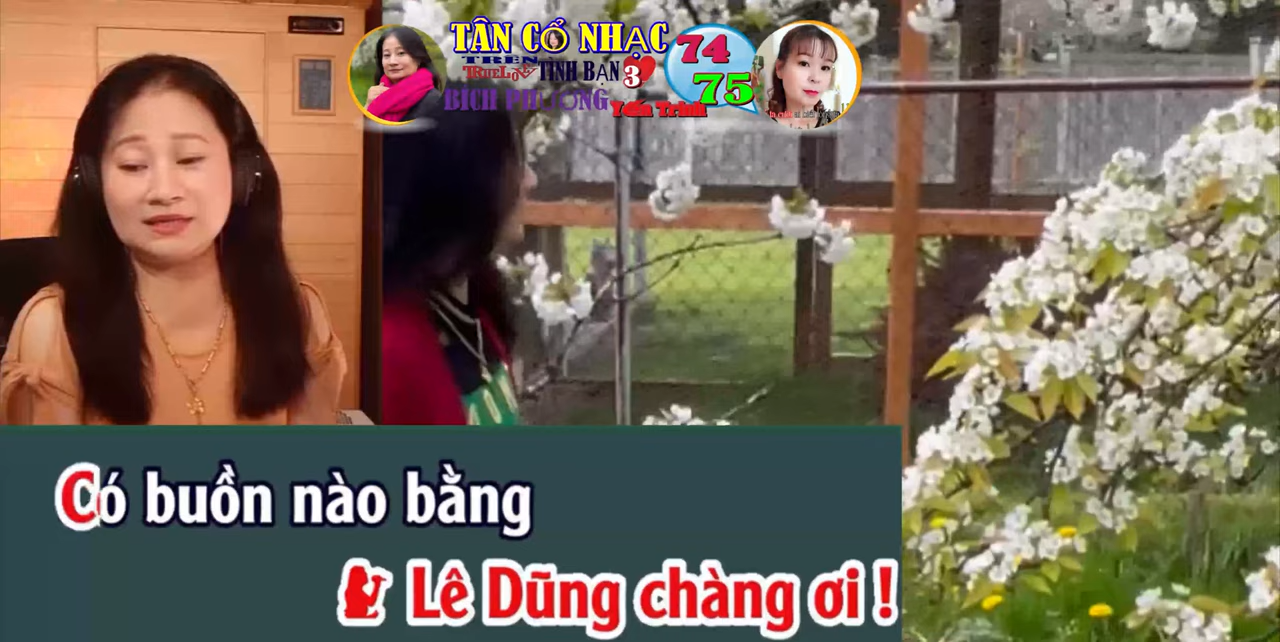 TÂN CỔ NHẠC
TRÊN
TRUELOVE TÌNH BẠN 3
BÍCH PHƯỢNG
Yến Trinh
74
75
Có buồn nào bằng
Lê Dũng chàng ơi !